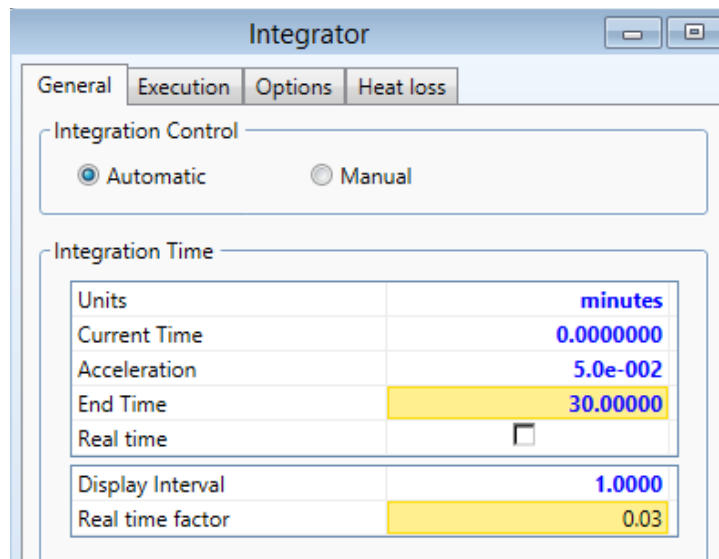 Integrator
General Execution Options Heat loss
Integration Control
Automatic Manual
Integration Time
Units minutes
Current Time 0.0000000
Acceleration 5.0e-002
End Time 30.00000
Real time
Display Interval 1.0000
Real time factor 0.03